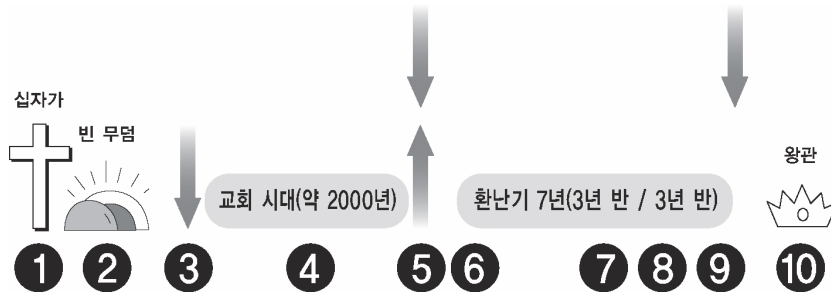 십자가
빈 무덤
왕관
교회 시대(약 2000년)
환난기 7년(3년 반 / 3년 반)
1 2 3 4 5 6 7 8 9 10